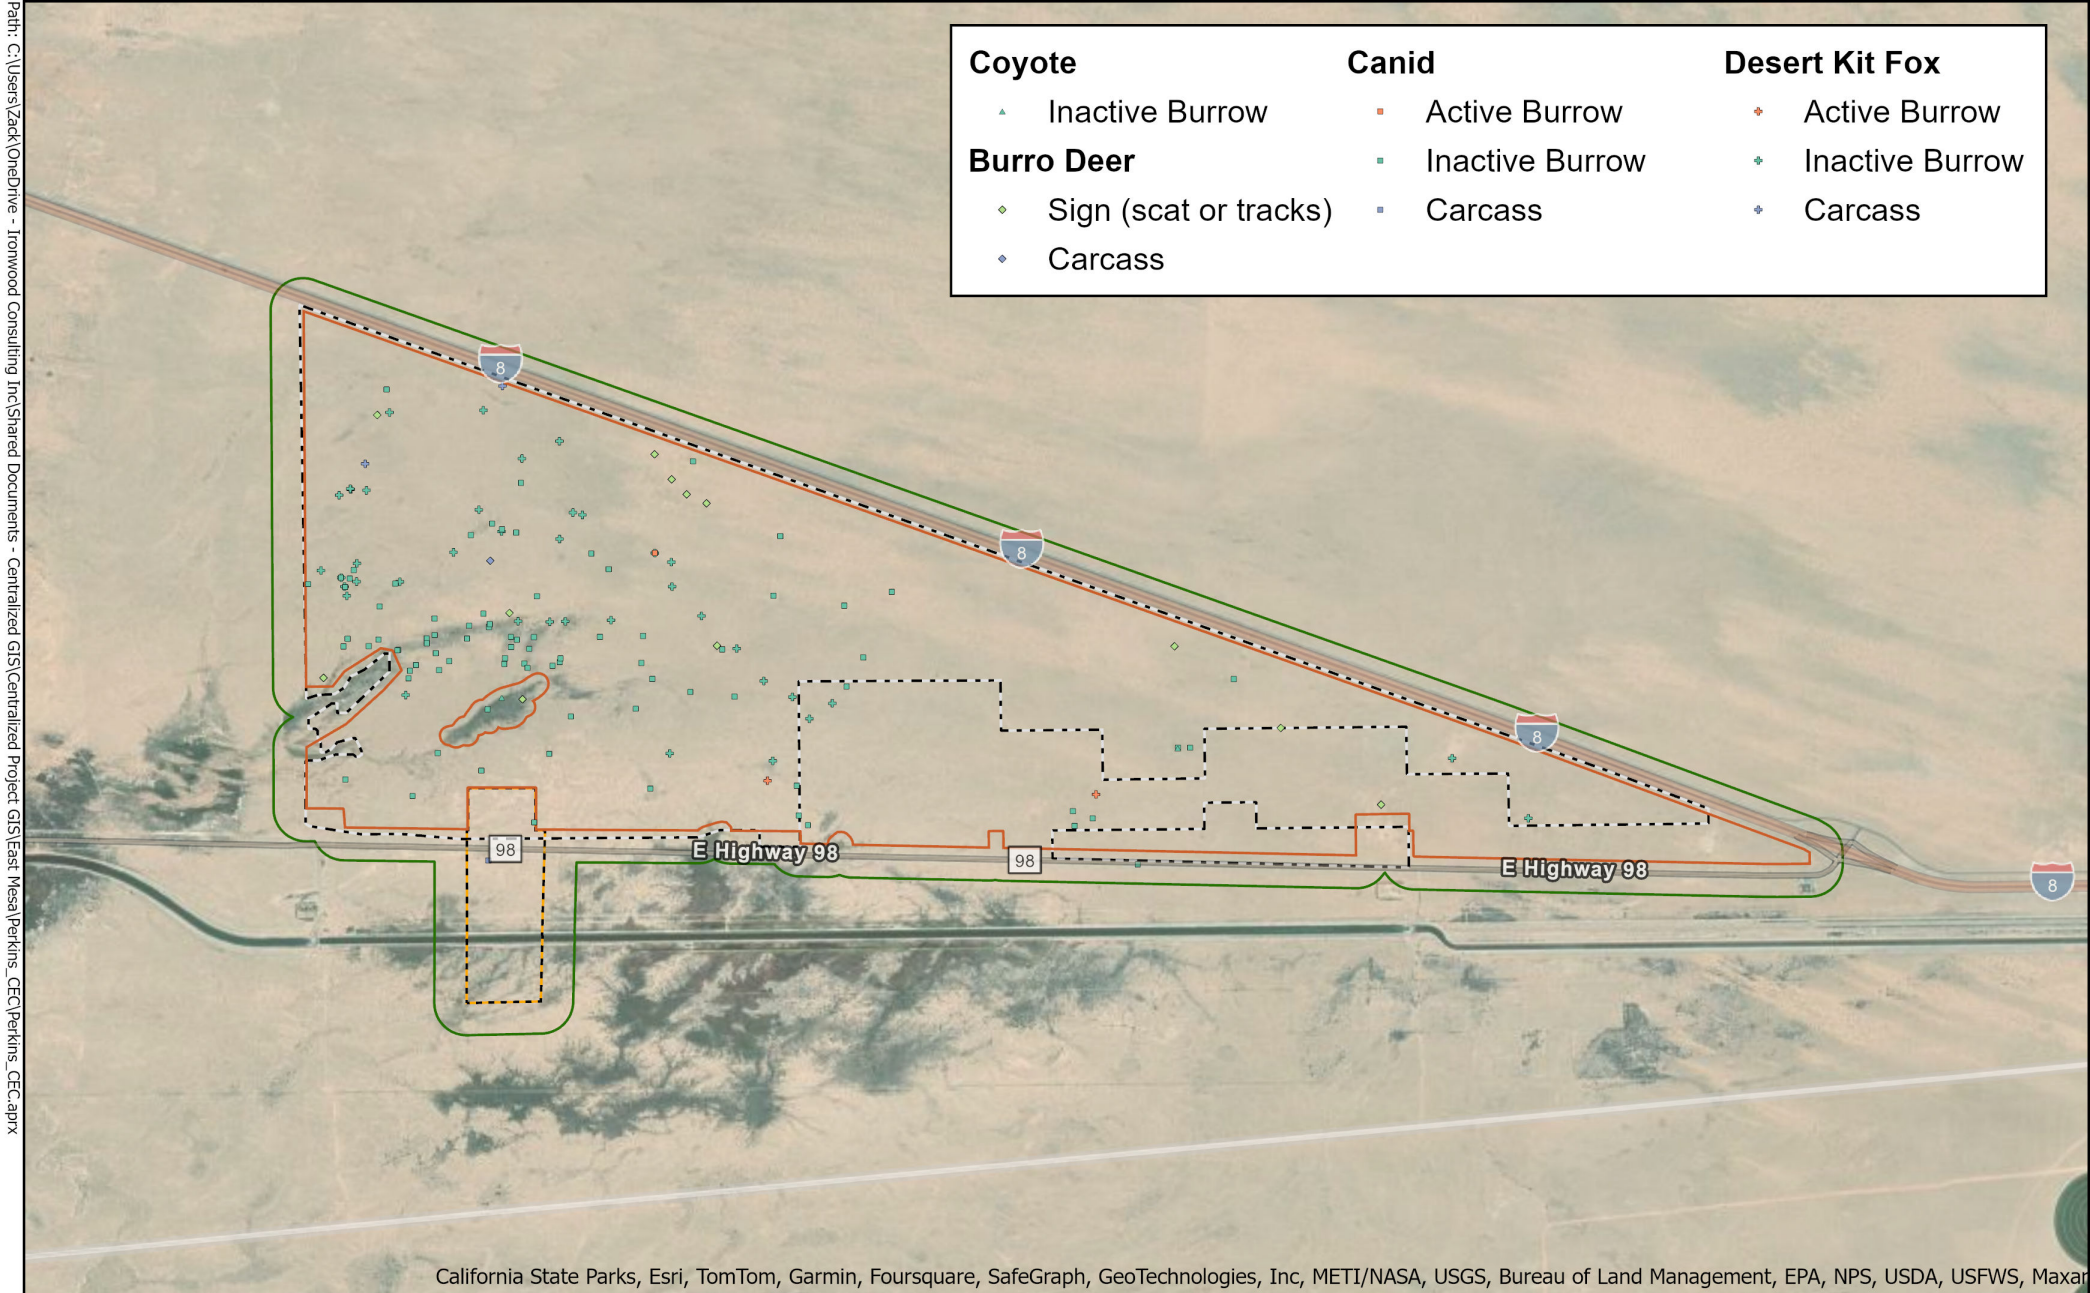 Path: C:\Users\Zack\OneDrive - Ironwood Consulting Inc\Shared Documents - Centralized GIS\Centralized Project GIS\East Mesa\Perkins_CEC\Perkins_CEC.aprx
Coyote
Inactive Burrow
Burro Deer
Sign (scat or tracks)
Carcass
Canid
Active Burrow
Inactive Burrow
Carcass
Desert Kit Fox
Active Burrow
Inactive Burrow
Carcass
8
8
8
98
E Highway 98
98
E Highway 98
8
California State Parks, Esri, TomTom, Garmin, Foursquare, SafeGraph, GeoTechnologies, Inc, METI/NASA, USGS, Bureau of Land Management, EPA, NPS, USDA, USFWS, Maxar